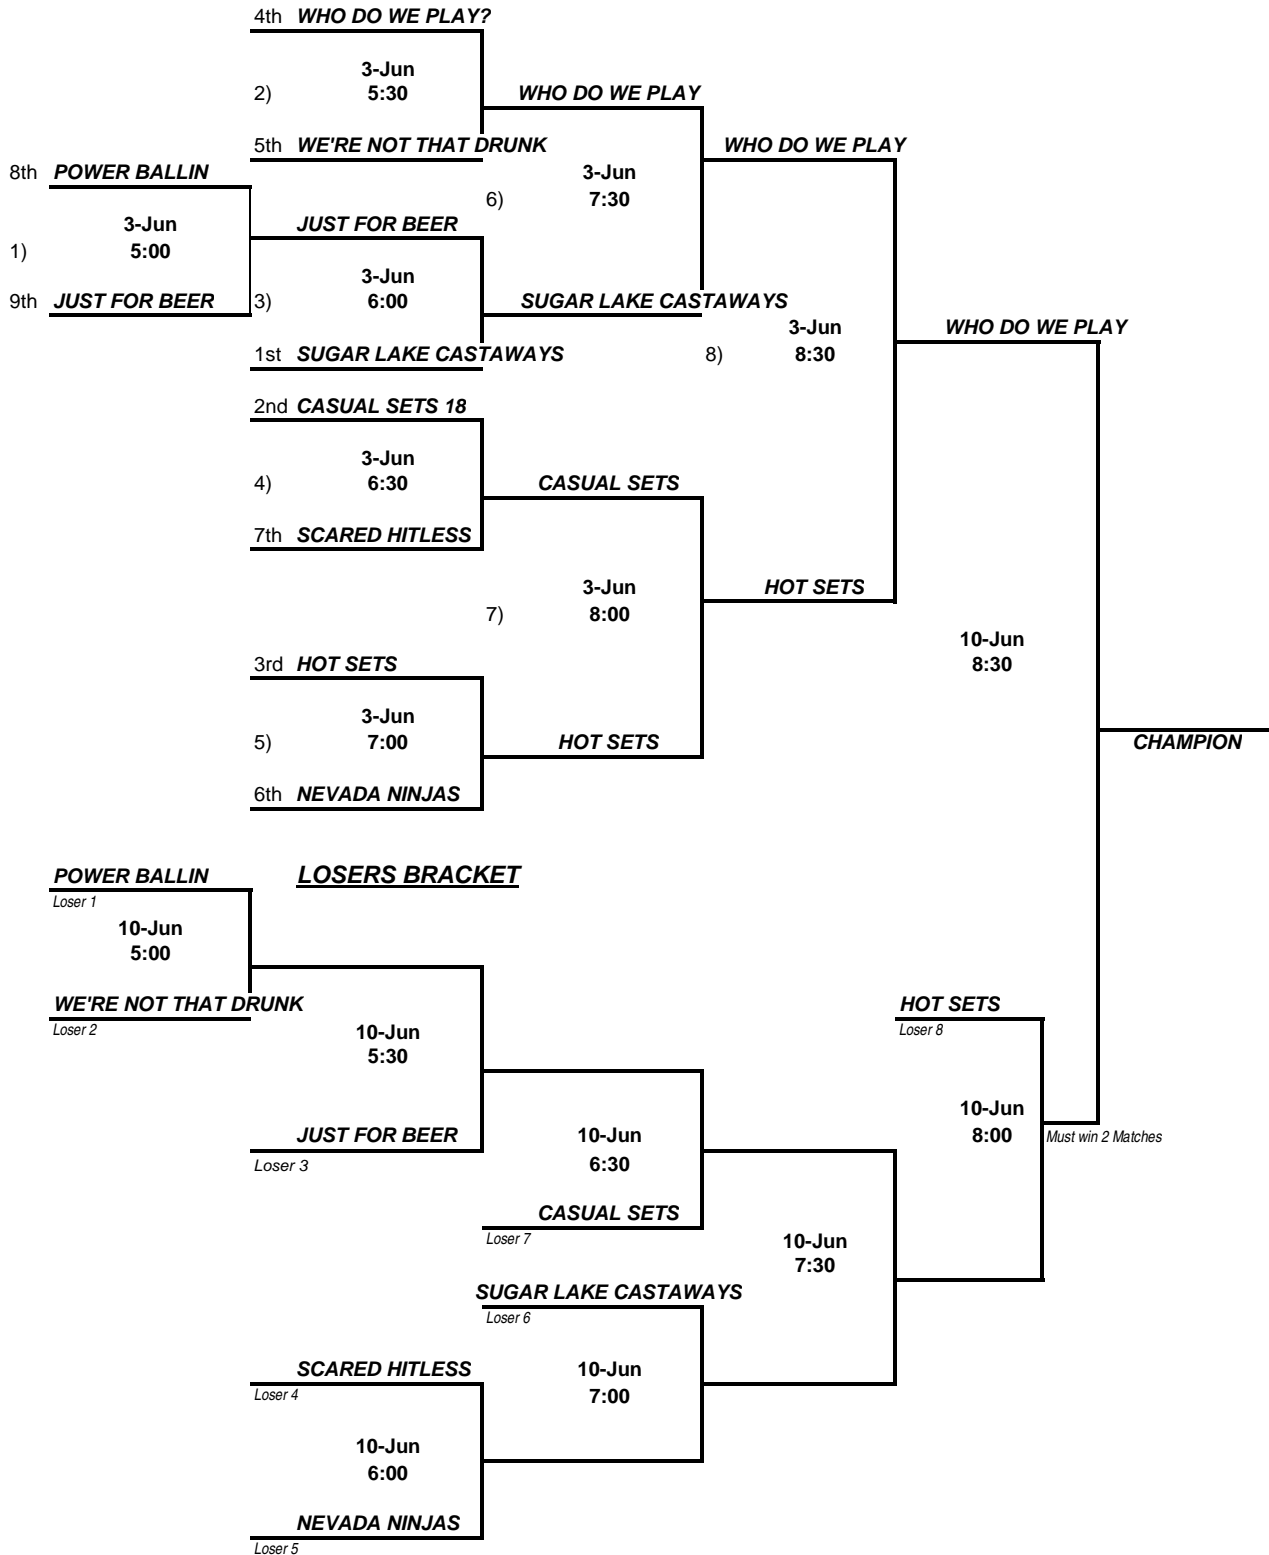 4th WHO DO WE PLAY?
3-Jun
2) 5:30 WHO DO WE PLAY
5th WE'RE NOT THAT DRUNK WHO DO WE PLAY
8th POWER BALLIN 3-Jun
6) 7:30
3-Jun JUST FOR BEER
1) 5:00
3-Jun
9th JUST FOR BEER 3) 6:00 SUGAR LAKE CASTAWAYS
3-Jun WHO DO WE PLAY
1st SUGAR LAKE CASTAWAYS 8) 8:30
2nd CASUAL SETS 18
3-Jun
4) 6:30 CASUAL SETS
7th SCARED HITLESS
3-Jun HOT SETS
7) 8:00
10-Jun
3rd HOT SETS 8:30
3-Jun
5) 7:00 HOT SETS CHAMPION
6th NEVADA NINJAS
POWER BALLIN LOSERS BRACKET
Loser 1
10-Jun
5:00
WE'RE NOT THAT DRUNK HOT SETS
Loser 2 10-Jun Loser 8
5:30
10-Jun
JUST FOR BEER 10-Jun 8:00 Must win 2 Matches
Loser 3 6:30
CASUAL SETS
Loser 7 10-Jun
7:30
SUGAR LAKE CASTAWAYS
Loser 6
SCARED HITLESS 10-Jun
Loser 4 7:00
10-Jun
6:00
NEVADA NINJAS
Loser 5